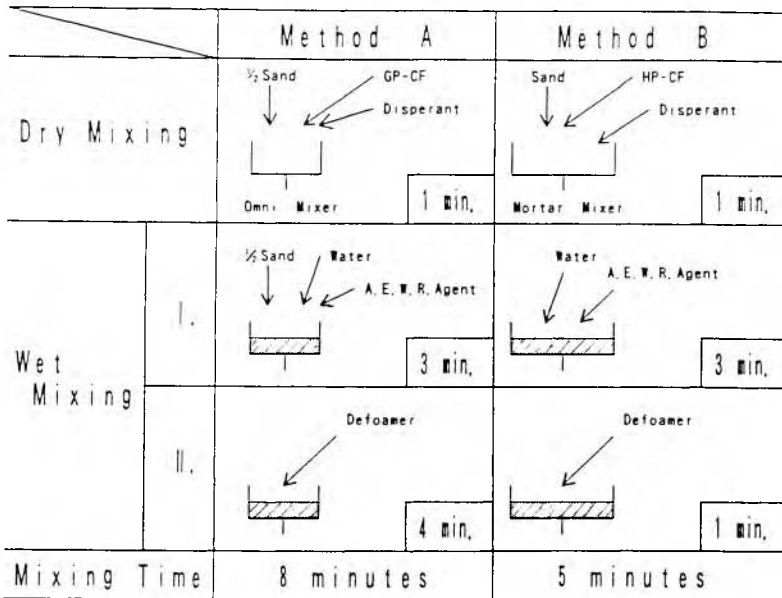 Method A
Method B
Dry Mixing
½ Sand
GP-CF
Disperant
Omni Mixer
1 min.
Sand
HP-CF
Disperant
Mortar Mixer
1 min.
Wet
Mixing
I.
½ Sand
Water
A.E.W.R.Agent
3 min.
Water
A.E.W.R.Agent
3 min.
II.
Defoamer
4 min.
Defoamer
1 min.
Mixing Time
8 minutes
5 minutes